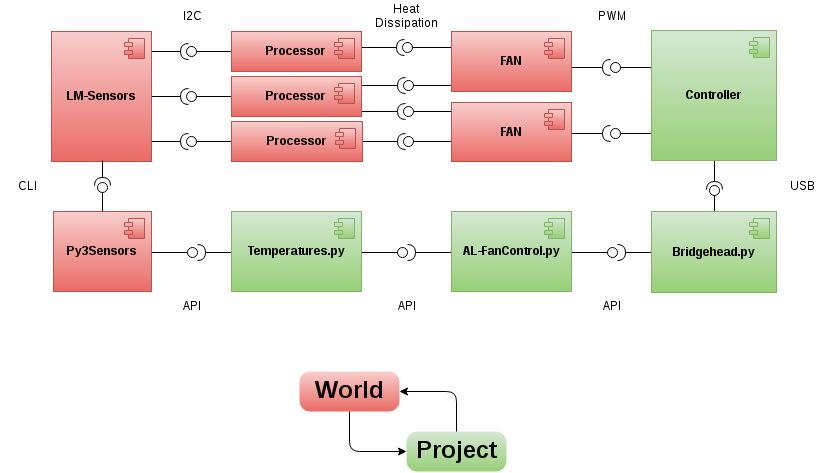 I2C
Heat
Dissipation
PWM
LM-Sensors
Processor
FAN
Controller
Processor
Processor
FAN
CLI
USB
Py3Sensors
Temperatures.py
AL-FanControl.py
Bridgehead.py
API
API
API
World
Project